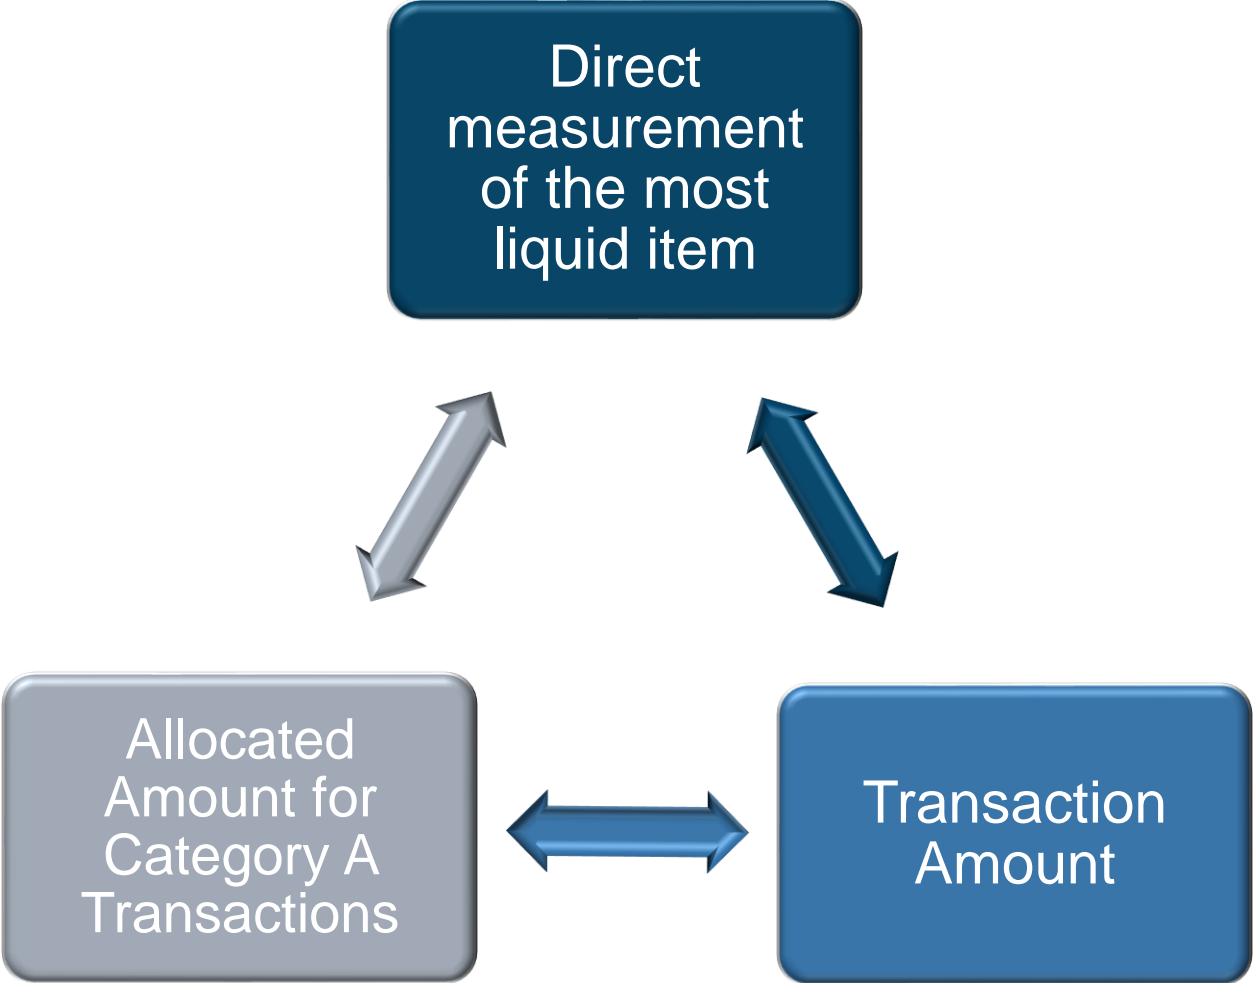 Direct
measurement
of the most
liquid item
Allocated
Amount for
Category A
Transactions
Transaction
Amount